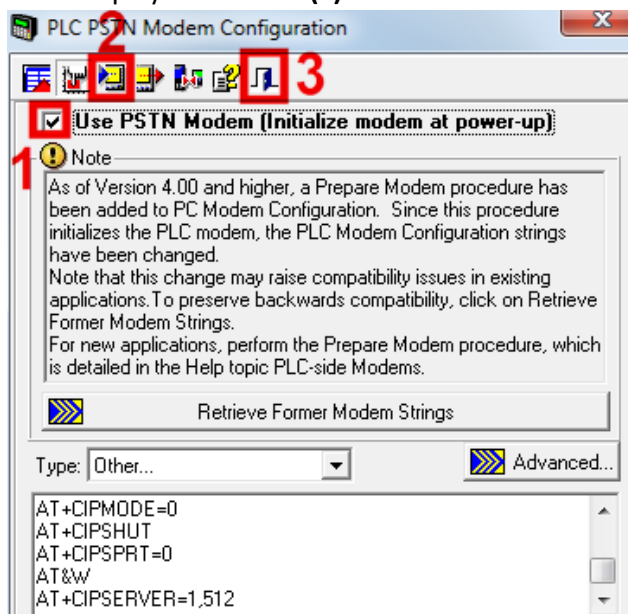 PLC PSTN Modem Configuration
2
3
Use PSTN Modem (Initialize modem at power-up)
1
Note
As of Version 4.00 and higher, a Prepare Modem procedure has
been added to PC Modem Configuration. Since this procedure
initializes the PLC modem, the PLC Modem Configuration strings
have been changed.
Note that this change may raise compatibility issues in existing
applications.To preserve backwards compatibility, click on Retrieve
Former Modem Strings.
For new applications, perform the Prepare Modem procedure, which
is detailed in the Help topic PLC-side Modems.
Retrieve Former Modem Strings
Type: Other... Advanced...
AT+CIPMODE=0
AT+CIPSHUT
AT+CIPSPRT=0
AT&W
AT+CIPSERVER=1,512